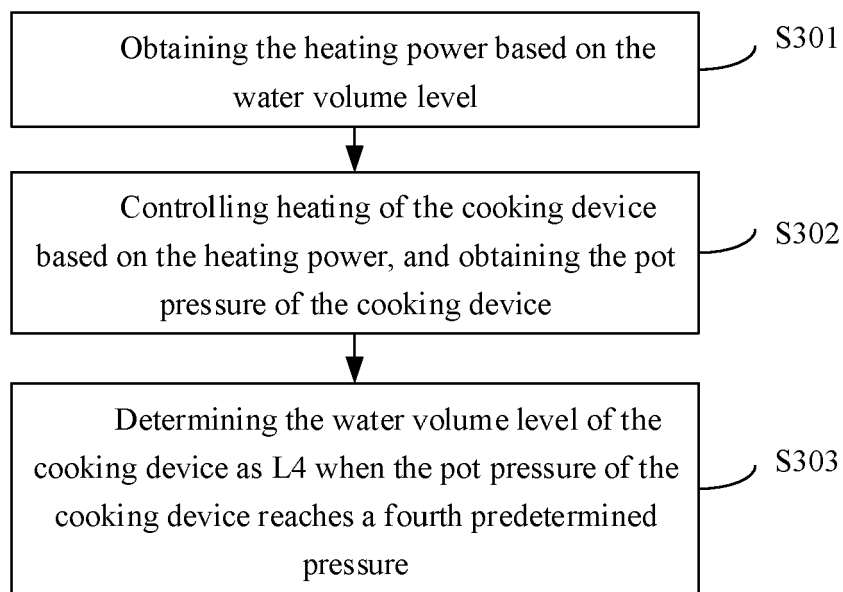 Obtaining the heating power based on the
water volume level
S301
Controlling heating of the cooking device
based on the heating power, and obtaining the pot
pressure of the cooking device
S302
Determining the water volume level of the
cooking device as L4 when the pot pressure of the
cooking device reaches a fourth predetermined
pressure
S303